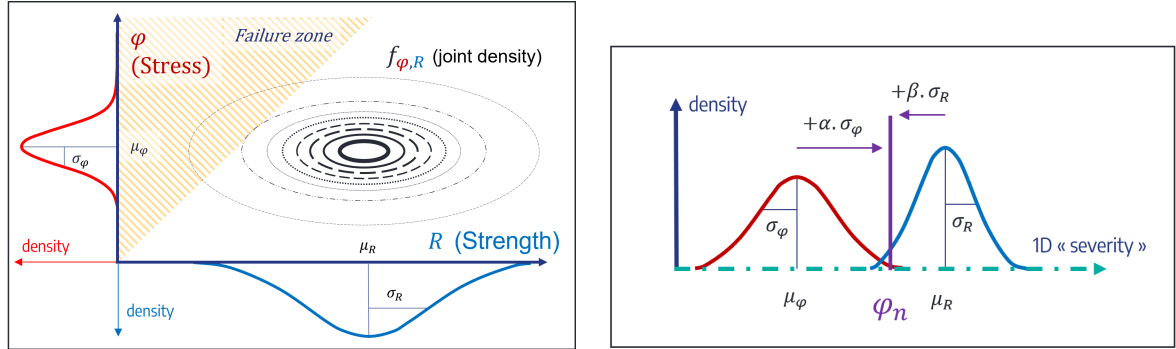 φ
(Stress)
Failure zone
f_{φ,R} (joint density)
σ_φ
μ_φ
μ_R
R (Strength)
density
σ_R
density
density
+β.σ_R
+α.σ_φ
σ_φ
σ_R
1D « severity »
μ_φ
φ_n
μ_R